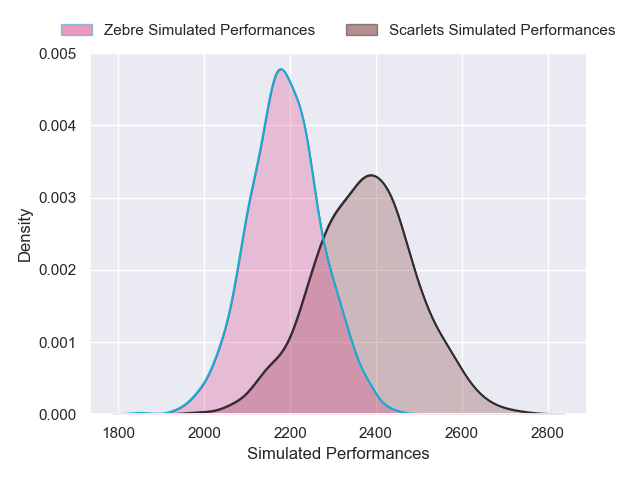 Zebre Simulated Performances
Scarlets Simulated Performances
0.005
0.004
0.003
0.002
0.001
0.000
Density
1800 2000 2200 2400 2600 2800
Simulated Performances